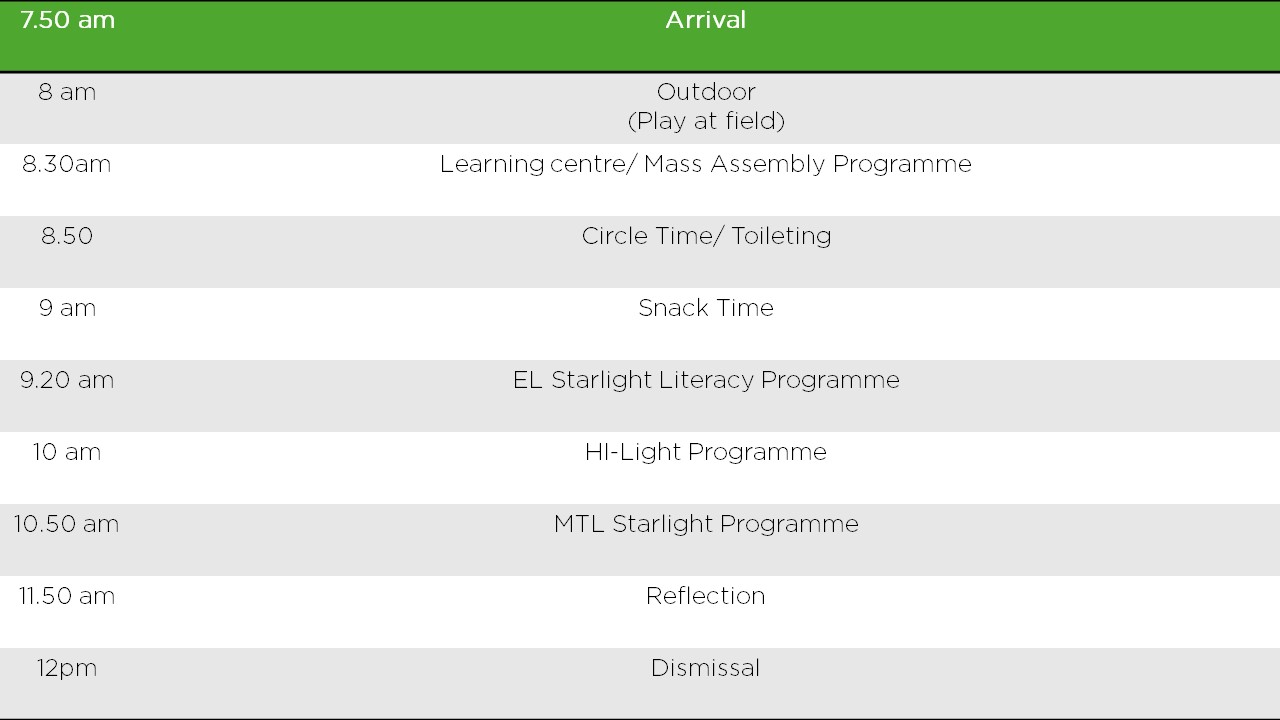 7.50 am Arrival
8 am Outdoor
(Play at field)
8.30am Learning centre/ Mass Assembly Programme
8.50 Circle Time/ Toileting
9 am Snack Time
9.20 am EL Starlight Literacy Programme
10 am HI-Light Programme
10.50 am MTL Starlight Programme
11.50 am Reflection
12pm Dismissal